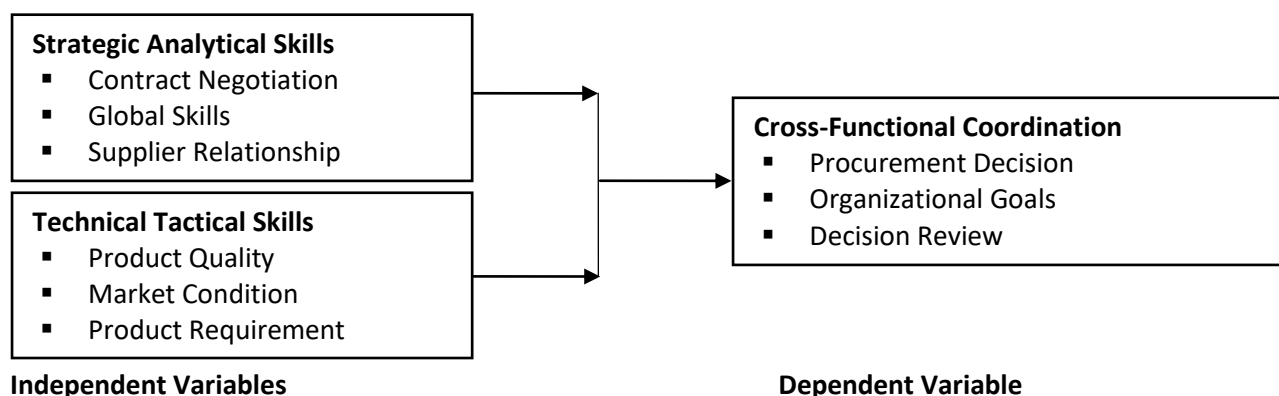 Strategic Analytical Skills
▪ Contract Negotiation
▪ Global Skills
▪ Supplier Relationship
Technical Tactical Skills
▪ Product Quality
▪ Market Condition
▪ Product Requirement
Cross-Functional Coordination
▪ Procurement Decision
▪ Organizational Goals
▪ Decision Review
Independent Variables
Dependent Variable